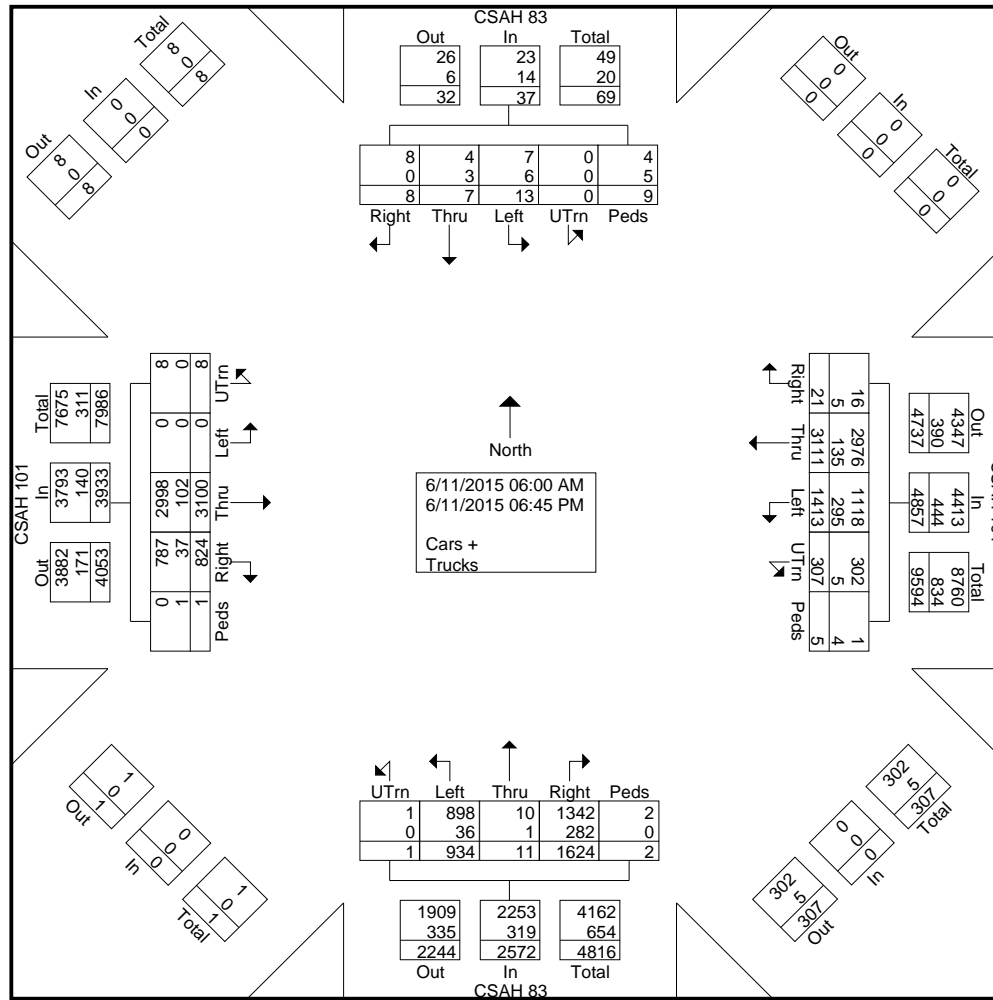 CSAH 83
Out In Total
26 23 49
6 14 20
32 37 69
8 4 7 0 4
0 3 6 0 5
8 7 13 0 9
Right Thru Left UTrn Peds
Total
8
0
8
In
0
0
0
Out
8
0
8
Out
0
0
0
In
0
0
0
Total
0
0
0
CSAH 101
Total
7675
311
7986
In
3793
140
3933
Out
3882
171
4053
8 0 8
UTrn
0 0 0
Left
2998 102 3100
Thru
787 37 824
Right
0 1 1
Peds
North
6/11/2015 06:00 AM
6/11/2015 06:45 PM
Cars +
Trucks
Right
21 5 16
Thru
3111 135 2976
Left
1413 295 1118
UTrn
307 5 302
Peds
5 4 1
Out
4347
390
4737
In
4413
444
4857
Total
8760
834
9594
UTrn Left Thru Right Peds
1 898 10 1342 2
0 36 1 282 0
1 934 11 1624 2
1909 2253 4162
335 319 654
2244 2572 4816
Out In Total
CSAH 83
1
0
1
Out
0
0
0
In
1
0
1
Total
302
5
307
Total
0
0
0
In
302
5
307
Out